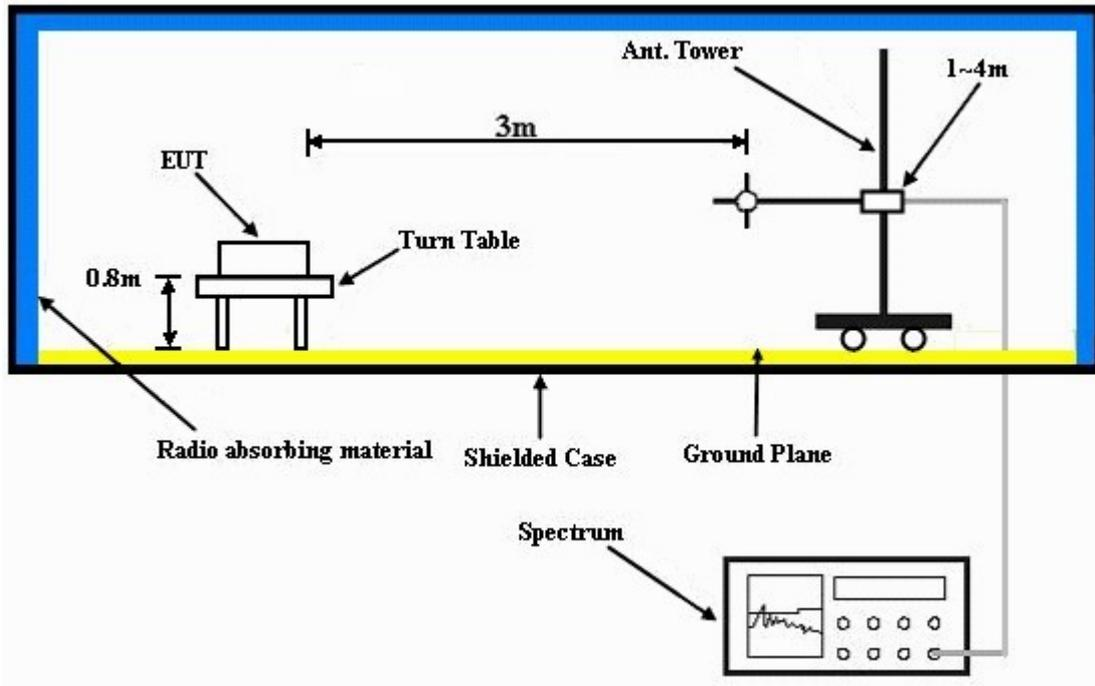 Ant. Tower
1~4m
3m
EUT
Turn Table
0.8m
Radio absorbing material
Shielded Case
Ground Plane
Spectrum